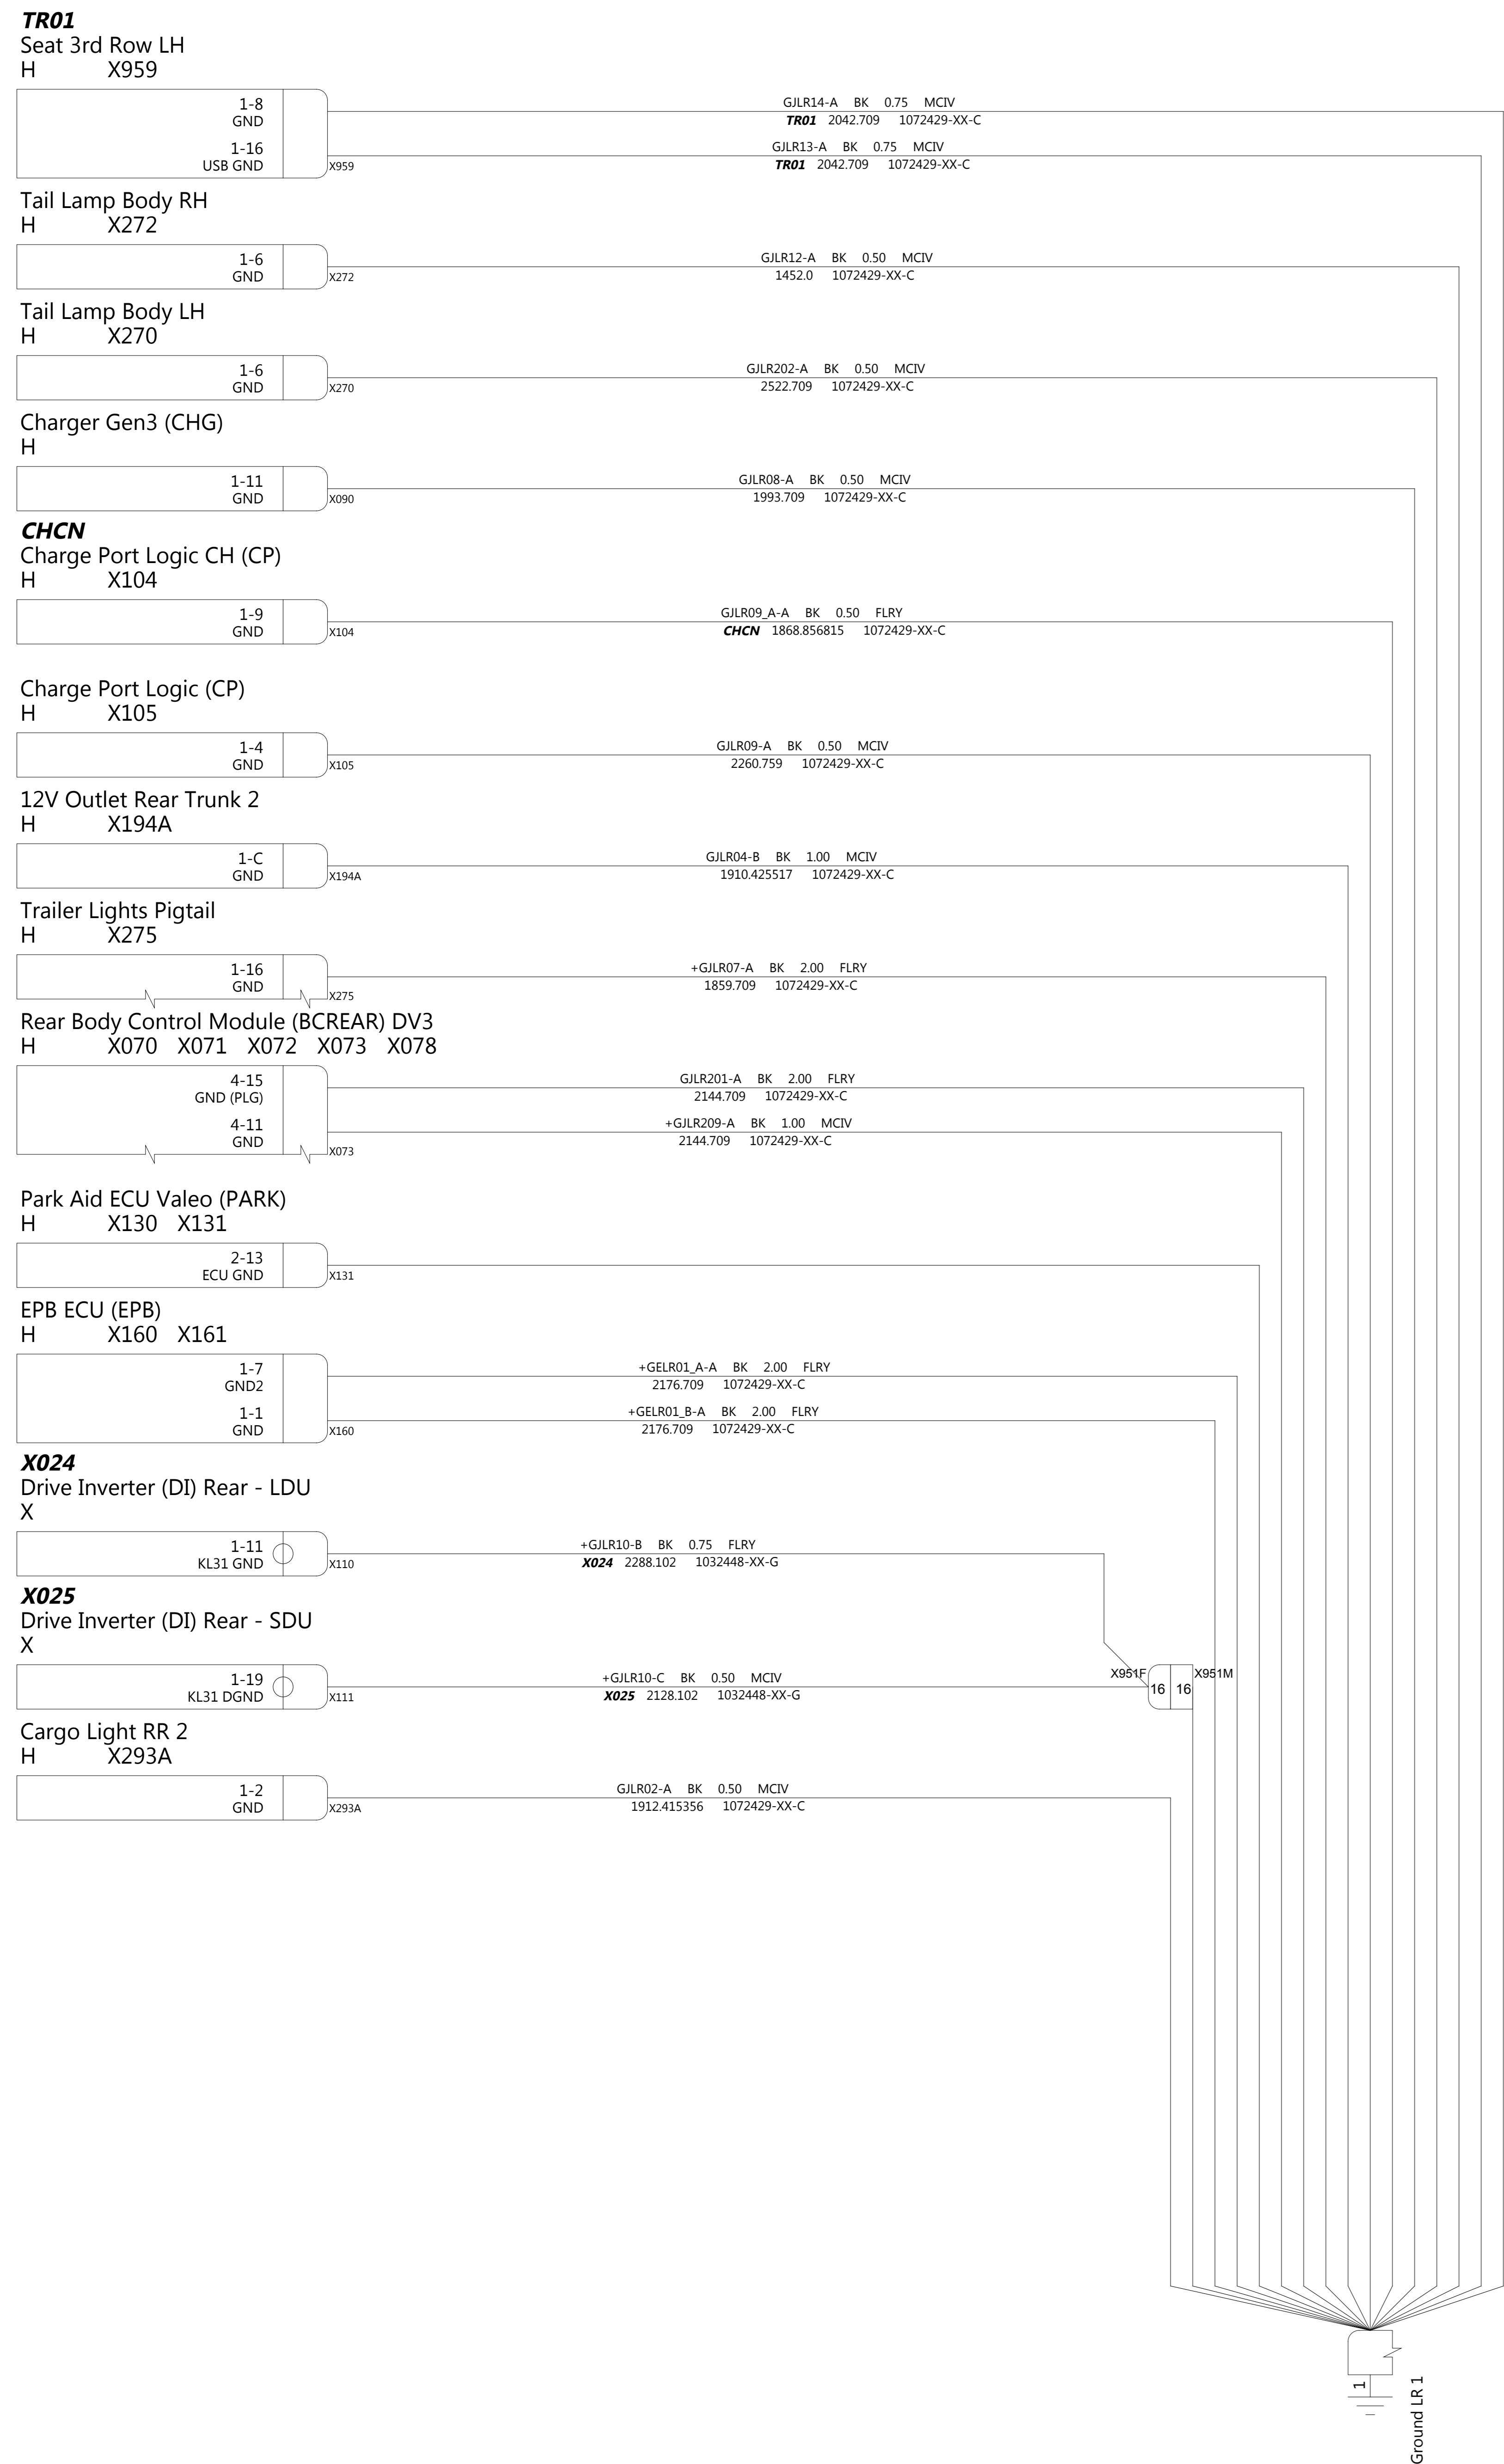 TR01
Seat 3rd Row LH
H X959
1-8
GND
GJLR14-A BK 0.75 MCIV
TR01 2042.709 1072429-XX-C
1-16
USB GND
X959
GJLR13-A BK 0.75 MCIV
TR01 2042.709 1072429-XX-C
Tail Lamp Body RH
H X272
1-6
GND
X272
GJLR12-A BK 0.50 MCIV
1452.0 1072429-XX-C
Tail Lamp Body LH
H X270
1-6
GND
X270
GJLR202-A BK 0.50 MCIV
2522.709 1072429-XX-C
Charger Gen3 (CHG)
H
1-11
GND
X090
GJLR08-A BK 0.50 MCIV
1993.709 1072429-XX-C
CHCN
Charge Port Logic CH (CP)
H X104
1-9
GND
X104
GJLR09_A-A BK 0.50 FLRY
CHCN 1868.856815 1072429-XX-C
Charge Port Logic (CP)
H X105
1-4
GND
X105
GJLR09-A BK 0.50 MCIV
2260.759 1072429-XX-C
12V Outlet Rear Trunk 2
H X194A
1-C
GND
X194A
GJLR04-B BK 1.00 MCIV
1910.425517 1072429-XX-C
Trailer Lights Pigtail
H X275
1-16
GND
X275
+GJLR07-A BK 2.00 FLRY
1859.709 1072429-XX-C
Rear Body Control Module (BCREAR) DV3
H X070 X071 X072 X073 X078
4-15
GND (PLG)
GJLR201-A BK 2.00 FLRY
2144.709 1072429-XX-C
4-11
GND
X073
+GJLR209-A BK 1.00 MCIV
2144.709 1072429-XX-C
Park Aid ECU Valeo (PARK)
H X130 X131
2-13
ECU GND
X131
EPB ECU (EPB)
H X160 X161
1-7
GND2
+GELR01_A-A BK 2.00 FLRY
2176.709 1072429-XX-C
1-1
GND
X160
+GELR01_B-A BK 2.00 FLRY
2176.709 1072429-XX-C
X024
Drive Inverter (DI) Rear - LDU
X
1-11
KL31 GND
X110
+GJLR10-B BK 0.75 FLRY
X024 2288.102 1032448-XX-G
X025
Drive Inverter (DI) Rear - SDU
X
1-19
KL31 DGND
X111
+GJLR10-C BK 0.50 MCIV
X025 2128.102 1032448-XX-G
X951F X951M
16 16
Cargo Light RR 2
H X293A
1-2
GND
X293A
GJLR02-A BK 0.50 MCIV
1912.415356 1072429-XX-C
1
Ground LR 1